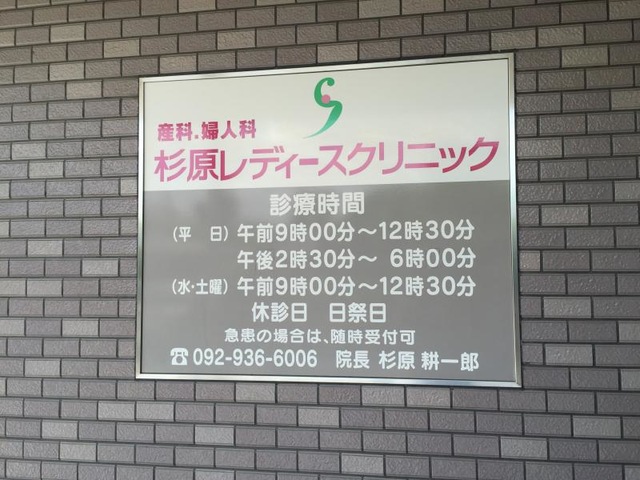 産科.婦人科
杉原レディースクリニック
診療時間
(平 日) 午前9時00分〜12時30分
午後2時30分〜 6時00分
(水・土曜) 午前9時00分〜12時30分
休診日 日祭日
急患の場合は、随時受付可
☎092-936-6006 院長 杉原 耕一郎